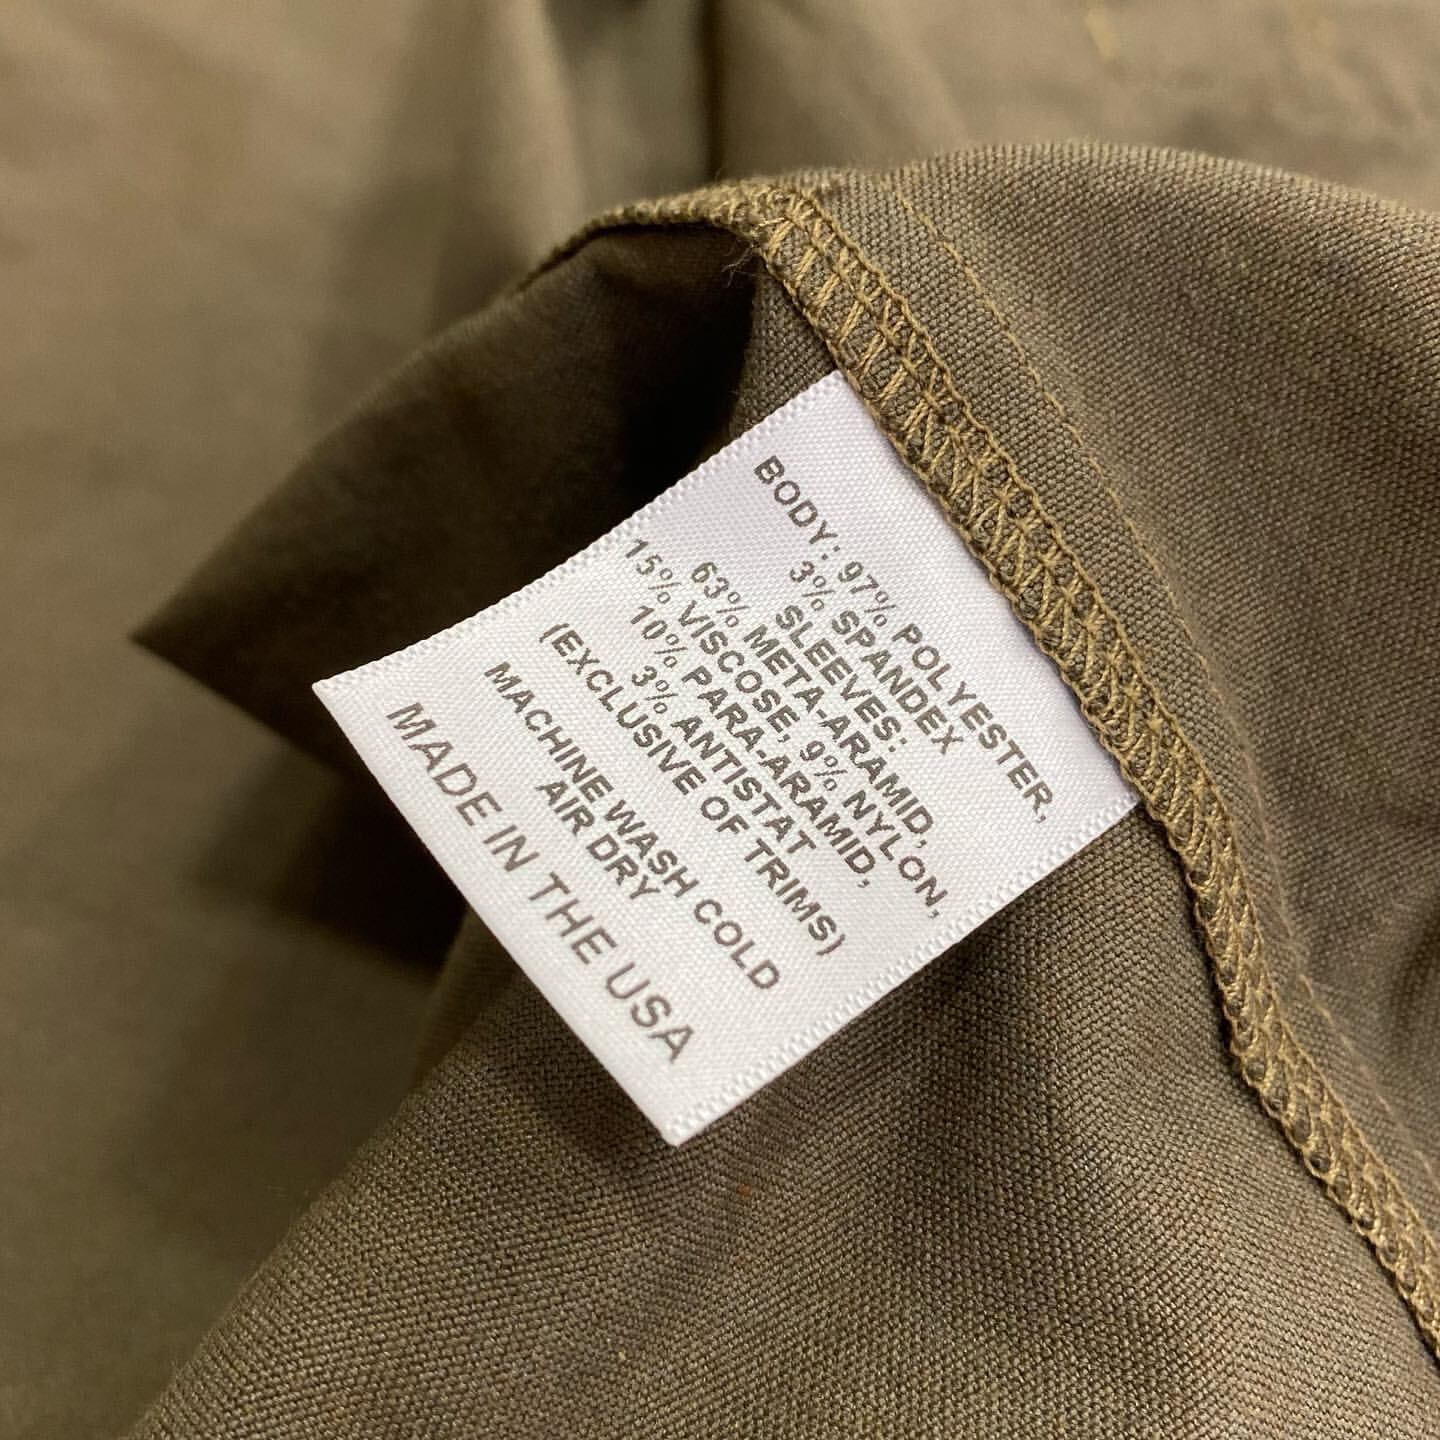 BODY: 97% POLYESTER,
3% SPANDEX
SLEEVES:
63% META-ARAMID,
15% VISCOSE, 9% NYLON,
10% PARA-ARAMID,
3% ANTISTAT
(EXCLUSIVE OF TRIMS)
MACHINE WASH COLD
AIR DRY
MADE IN THE USA